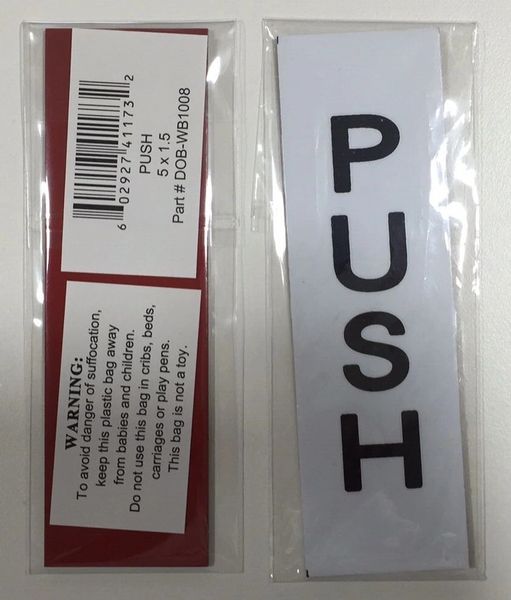 6 02927 41173 2
PUSH
5 x 1.5
Part # DOB-WB1008
WARNING:
To avoid danger of suffocation,
keep this plastic bag away
from babies and children.
Do not use this bag in cribs, beds,
carriages or play pens.
This bag is not a toy.
PUSH